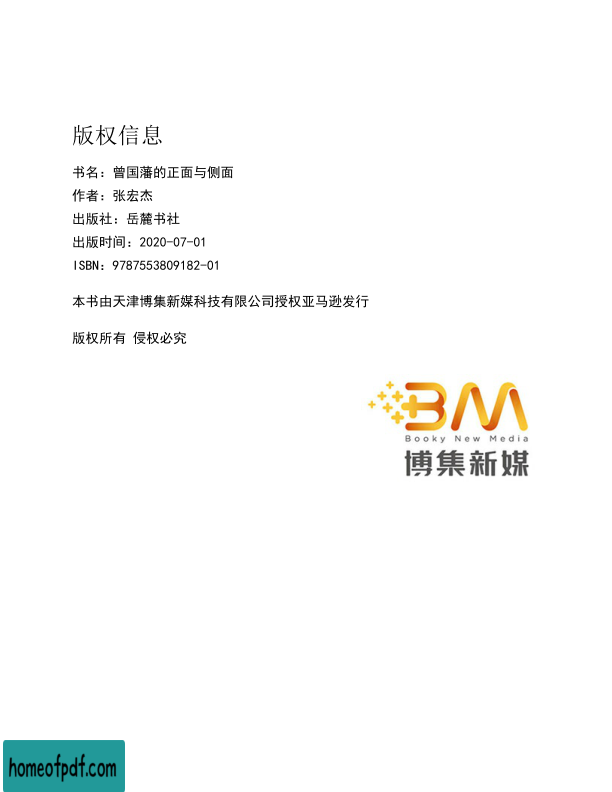 版权信息
书名：曾国藩的正面与侧面
作者：张宏杰
出版社：岳麓书社
出版时间：2020-07-01
ISBN：9787553809182-01
本书由天津博集新媒科技有限公司授权亚马逊发行
版权所有 侵权必究
BM
Booky New Media
博集新媒
homeofpdf.com